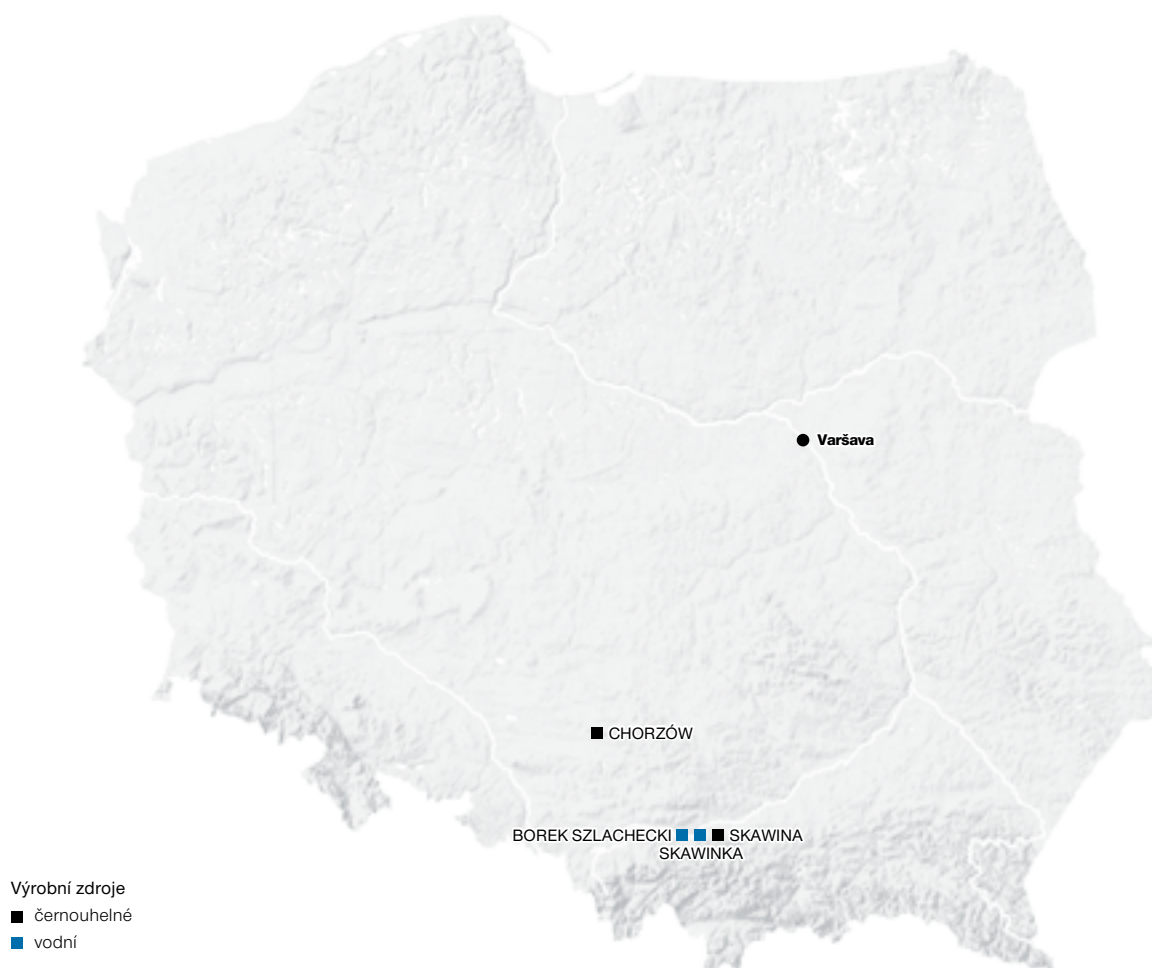 Varšava
CHORZÓW
BOREK SZLACHECKI SKAWINA
SKAWINKA
Výrobní zdroje
černouhelné
vodní